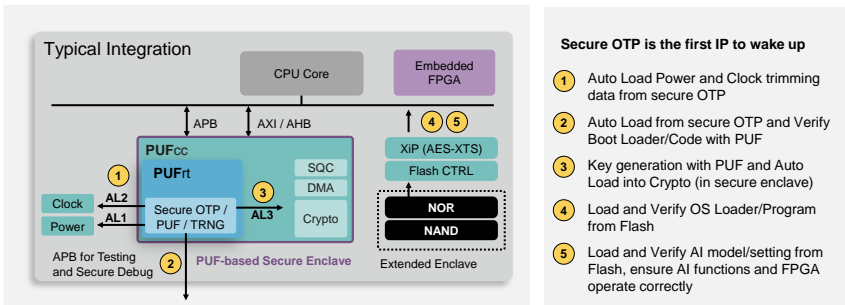 Typical Integration
CPU Core
Embedded
FPGA
APB
AXI / AHB
4
5
PUFcc
PUFrt
1
AL2
AL1
Clock
Power
Secure OTP /
PUF / TRNG
3
AL3
SQC
DMA
Crypto
XiP (AES-XTS)
Flash CTRL
NOR
NAND
Extended Enclave
APB for Testing
and Secure Debug
2
PUF-based Secure Enclave
Secure OTP is the first IP to wake up
1
Auto Load Power and Clock trimming
data from secure OTP
2
Auto Load from secure OTP and Verify
Boot Loader/Code with PUF
3
Key generation with PUF and Auto
Load into Crypto (in secure enclave)
4
Load and Verify OS Loader/Program
from Flash
5
Load and Verify AI model/setting from
Flash, ensure AI functions and FPGA
operate correctly